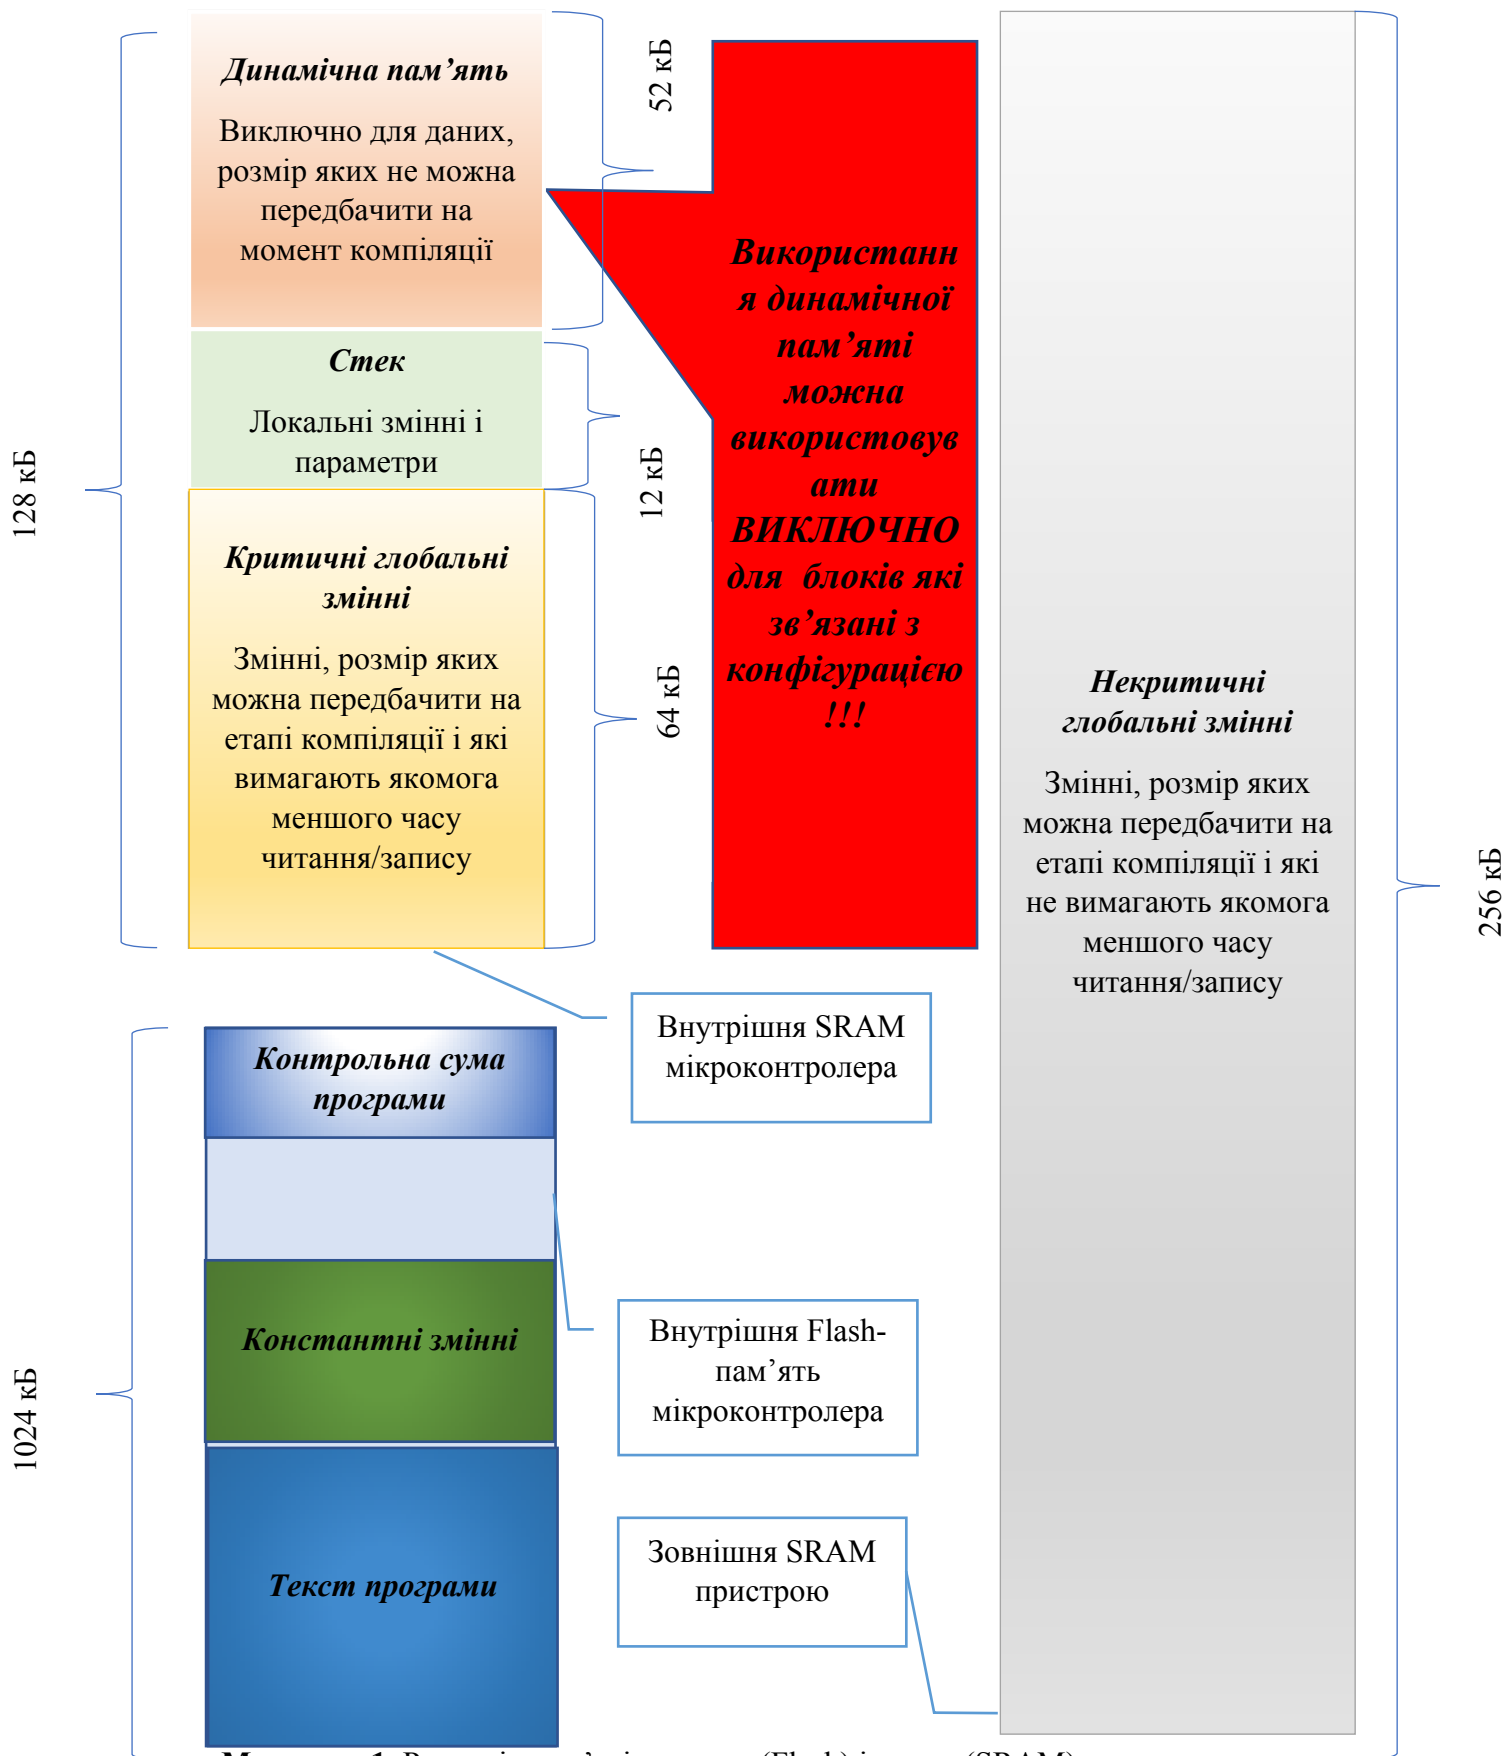 Динамічна пам’ять
Виключно для даних,
розмір яких не можна
передбачити на
момент компіляції
52 кБ
Стек
Локальні змінні і
параметри
12 кБ
128 кБ
Критичні глобальні
змінні
Змінні, розмір яких
можна передбачити на
етапі компіляції і які
вимагають якомога
меншого часу
читання/запису
64 кБ
Використанн
я динамічної
пам’яті
можна
використовув
ати
ВИКЛЮЧНО
для блоків які
зв’язані з
конфігурацією
!!!
Некритичні
глобальні змінні
Змінні, розмір яких
можна передбачити на
етапі компіляції і які
не вимагають якомога
меншого часу
читання/запису
256 кБ
Внутрішня SRAM
мікроконтролера
Контрольна сума
програми
Константні змінні
Внутрішня Flash-
пам’ять
мікроконтролера
1024 кБ
Текст програми
Зовнішня SRAM
пристрою